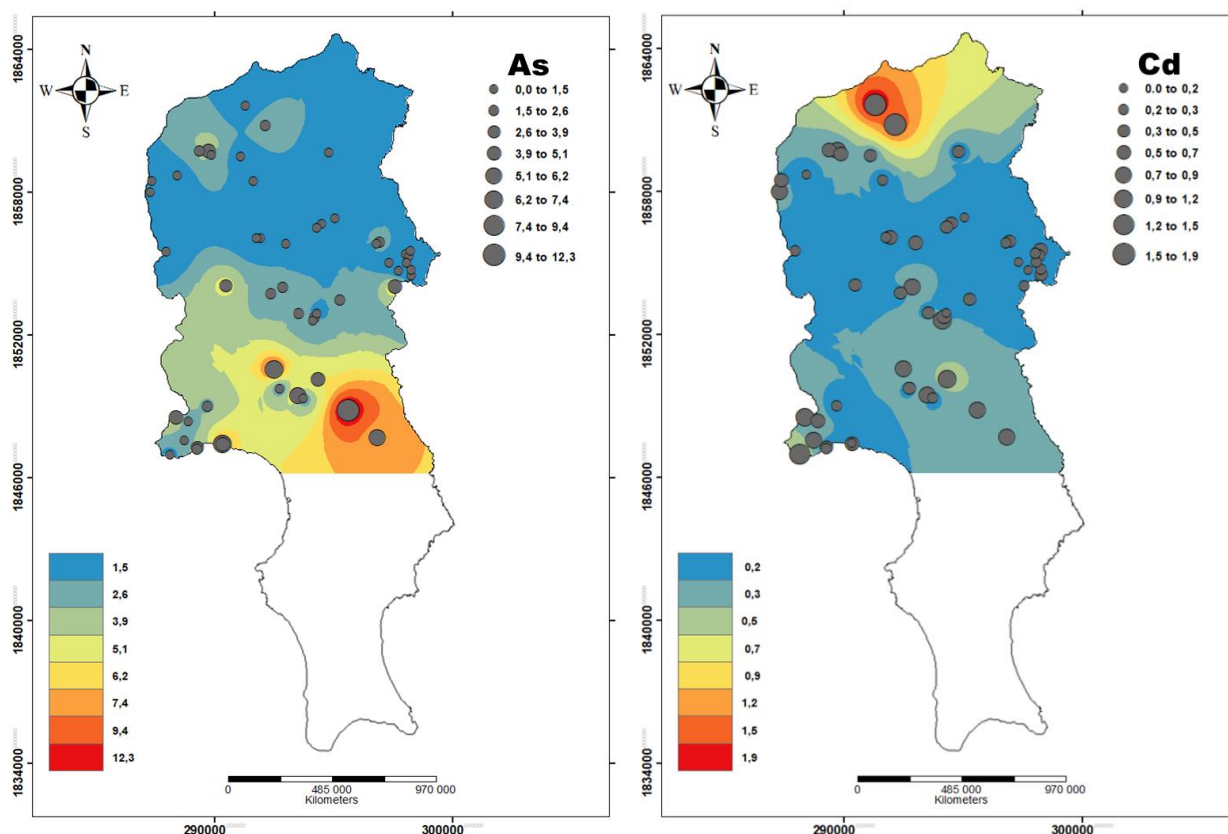 N
W E
S
As
0,0 to 1,5
1,5 to 2,6
2,6 to 3,9
3,9 to 5,1
5,1 to 6,2
6,2 to 7,4
7,4 to 9,4
9,4 to 12,3
1864000
1858000
1852000
1846000
1840000
1834000
1,5
2,6
3,9
5,1
6,2
7,4
9,4
12,3
0 485 000 970 000
Kilometers
290000 300000
N
W E
S
Cd
0.0 to 0,2
0,2 to 0,3
0,3 to 0,5
0,5 to 0,7
0,7 to 0,9
0,9 to 1,2
1,2 to 1,5
1,5 to 1,9
1864000
1858000
1852000
1846000
1840000
1834000
0,2
0,3
0,5
0,7
0,9
1,2
1,5
1,9
0 485 000 970 000
Kilometers
290000 300000